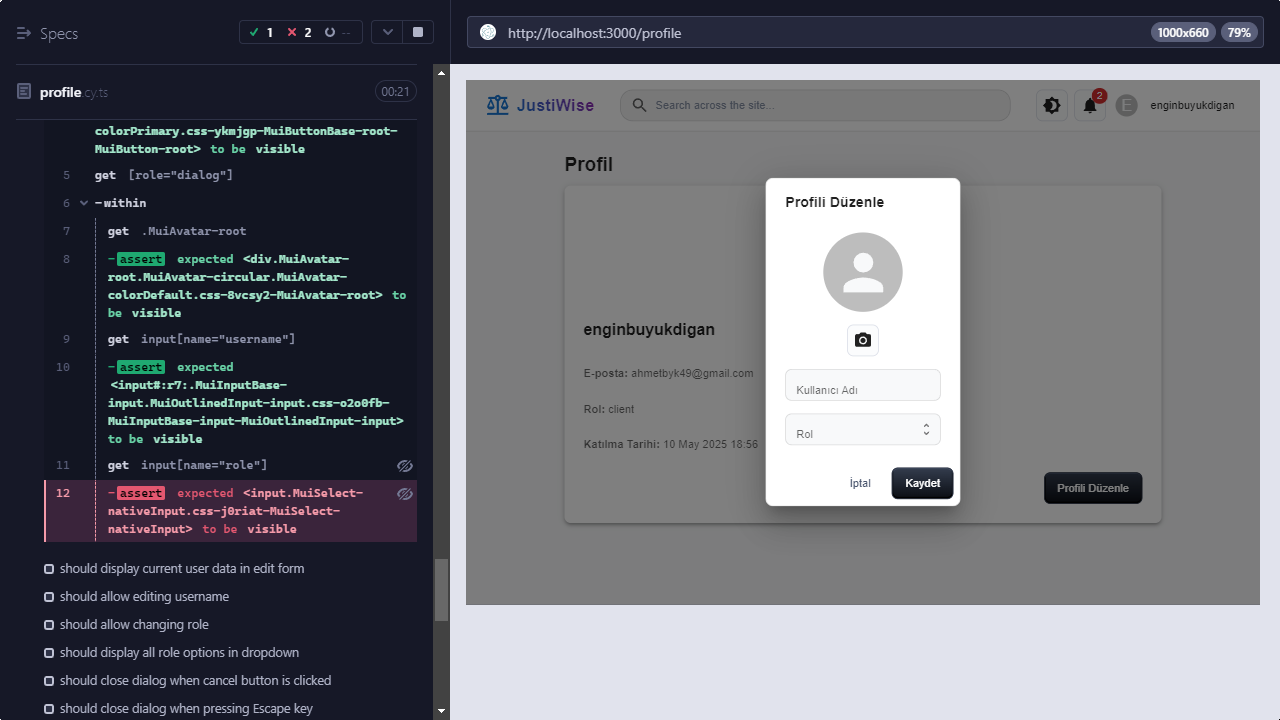 Specs
1
2
--
profile.cy.ts
00:21
colorPrimary.css-ykmjgp-MuiButtonBase-root-
MuiButton-root> to be visible
5 get [role="dialog"]
6 -within
7 get .MuiAvatar-root
8 -assert expected <div.MuiAvatar-
root.MuiAvatar-circular.MuiAvatar-
colorDefault.css-8vcsy2-MuiAvatar-root> to
be visible
9 get input[name="username"]
10 -assert expected
<input#:r7:.MuiInputBase-
input.MuiOutlinedInput-input.css-o2o0fb-
MuiInputBase-input-MuiOutlinedInput-input>
to be visible
11 get input[name="role"]
12 -assert expected <input.MuiSelect-
nativeInput.css-j0riat-MuiSelect-
nativeInput> to be visible
should display current user data in edit form
should allow editing username
should allow changing role
should display all role options in dropdown
should close dialog when cancel button is clicked
should close dialog when pressing Escape key
http://localhost:3000/profile
1000x660
79%
JustiWise
Search across the site...
2
E
enginbuyukdigan
Profil
enginbuyukdigan
E-posta: ahmetbyk49@gmail.com
Rol: client
Katılma Tarihi: 10 May 2025 18:56
Profili Düzenle
Profili Düzenle
Kullanıcı Adı
Rol
İptal
Kaydet